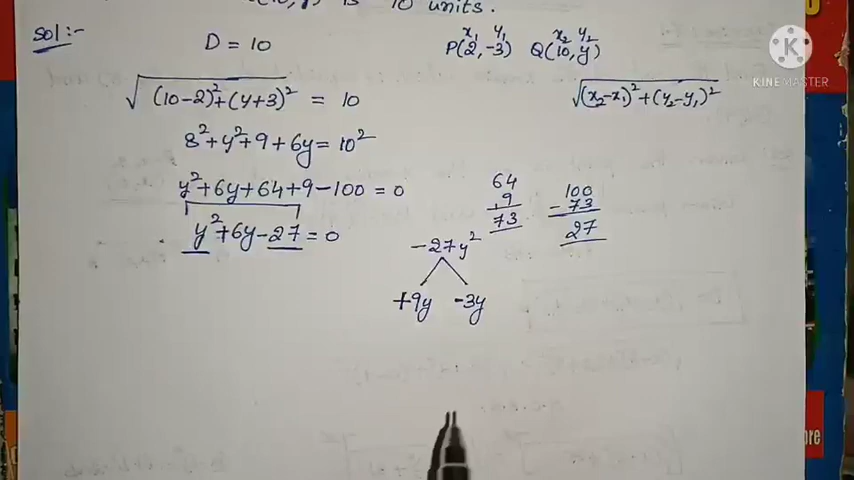 is 10 units.
Sol:-
D = 10
x₁ y₁ x₂ y₂
P(2,-3) Q(10,y)
√(10-2)²+(y+3)² = 10
√(x₂-x₁)²+(y₂-y₁)²
8²+y²+9+6y=10²
y²+6y+64+9-100=0
64
9
73
100
-73
27
y²+6y-27=0
-27y²
+9y -3y
KINEMASTER